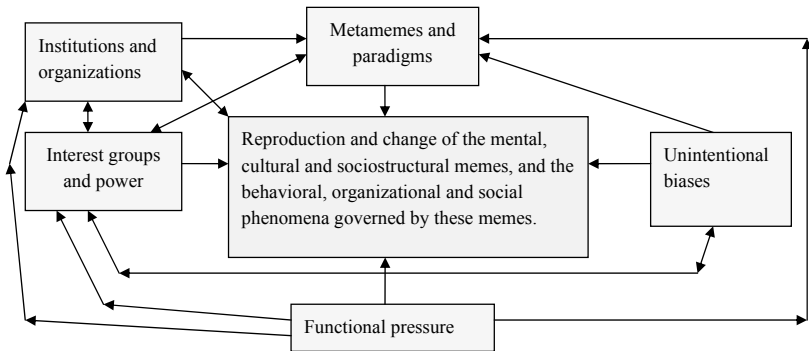 Institutions and
organizations
Metamemes and
paradigms
Interest groups
and power
Reproduction and change of the mental,
cultural and sociostructural memes, and the
behavioral, organizational and social
phenomena governed by these memes.
Unintentional
biases
Functional pressure